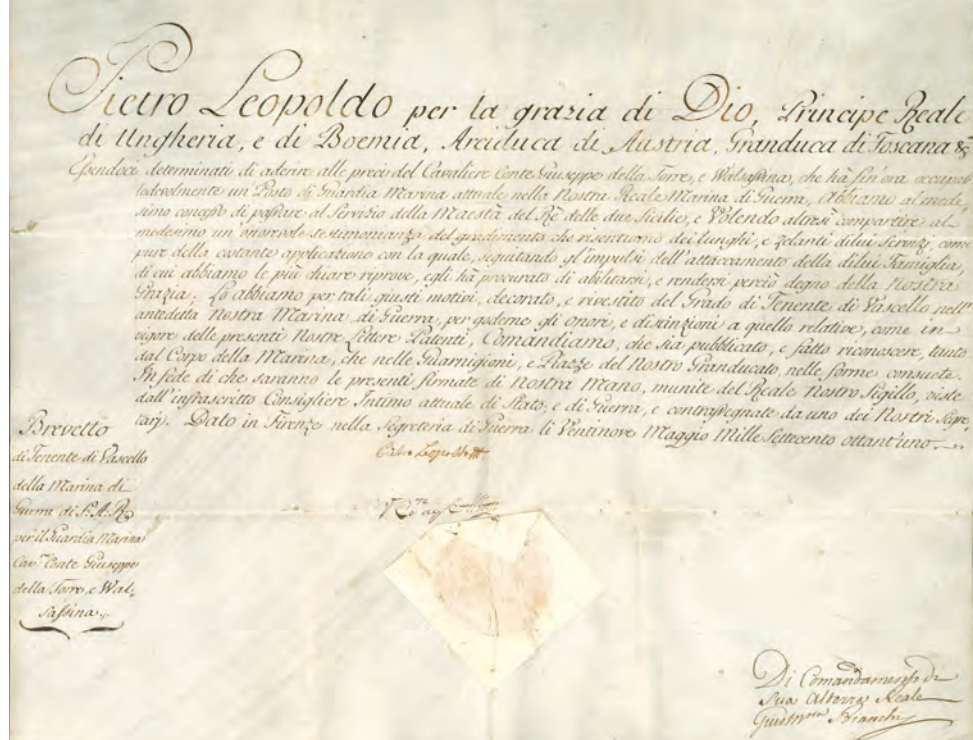 Pietro Leopoldo per la grazia di Dio, Principe Reale
di Ungheria, e di Boemia, Arciduca di Austria, Granduca di Toscana &c
Essendoci determinati di aderire alle preci del Cavaliere Conte Giuseppe della Torre, e Walsassina, che hà fin'ora occupato
lodevolmente un Posto di Guardia Marina attuale nella Nostra Reale Marina di Guerra, Abbiamo al mede-
simo concesso di passare al Servizio della Maestà del Rè delle due Sicilie, e Volendo altresì compartire al
medesimo un'onorevole testimonianza del gradimento che risentiamo dei lunghi, e zelanti di lui Servizi, come
pure della costante applicazione con la quale, seguitando gl'impulsi dell'attaccamento della di lui Famiglia,
di cui abbiamo le più chiare riprove, egli hà procurato di abilitarsi, e rendersi perciò degno della Nostra
Grazia; Lo abbiamo per tali giusti motivi, decorato, e rivestito del Grado di Tenente di Vascello nell'
antedetta Nostra Marina di Guerra, per goderne gli onori, e distinzioni a quello relative, come in
vigore delle presenti Nostre Lettere Patenti, Comandiamo, che sia pubblicato, e fatto riconoscere, tanto
dal Corpo della Marina, che nelle Guarnigioni, e Piazze del Nostro Granducato, nelle forme consuete.
In fede di che saranno le presenti firmate di Nostra Mano, munite del Reale Nostro Sigillo, viste
dall'infrascritto Consigliere Intimo attuale di Stato, e di Guerra, e contrassegnate da uno dei Nostri Segre-
tarj. Dato in Firenze nella Segreteria di Guerra li Ventinove Maggio Mille Settecento ottant'uno.
Pietro Leopoldo
Brevetto
di Tenente di Vascello
della Marina di
Guerra di S. A. R.
per il Guardia Marina
Cav.re Conte Giuseppe
della Torre, e Wal-
sassina.
Di Comandamento di
Sua Altezza Reale
Bianchi